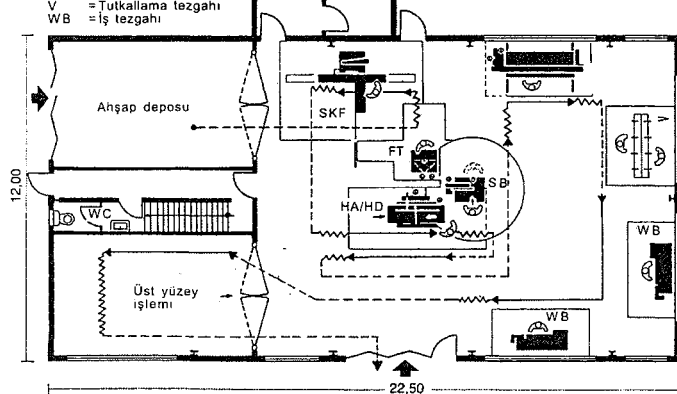 V = Tutkallama tezgahı
WB = İş tezgahı
Ahşap deposu
SKF
V
FT
SB
12,00
HA/HD
WC
WB
Üst yüzey
işlemi
WB
22,50